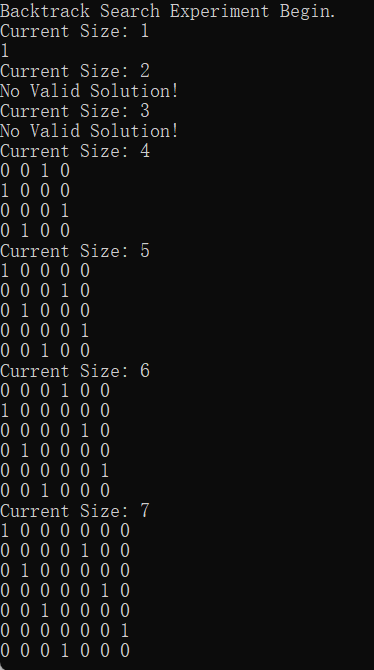 Backtrack Search Experiment Begin.
Current Size: 1
1
Current Size: 2
No Valid Solution!
Current Size: 3
No Valid Solution!
Current Size: 4
0 0 1 0
1 0 0 0
0 0 0 1
0 1 0 0
Current Size: 5
1 0 0 0 0
0 0 0 1 0
0 1 0 0 0
0 0 0 0 1
0 0 1 0 0
Current Size: 6
0 0 0 1 0 0
1 0 0 0 0 0
0 0 0 0 1 0
0 1 0 0 0 0
0 0 0 0 0 1
0 0 1 0 0 0
Current Size: 7
1 0 0 0 0 0 0
0 0 0 0 1 0 0
0 1 0 0 0 0 0
0 0 0 0 0 1 0
0 0 1 0 0 0 0
0 0 0 0 0 0 1
0 0 0 1 0 0 0